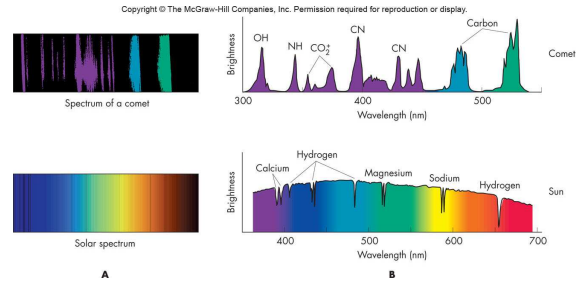 Copyright © The McGraw-Hill Companies, Inc. Permission required for reproduction or display.
Spectrum of a comet
Brightness
OH
NH
CO₂⁺
CN
CN
Carbon
Comet
300
400
500
Wavelength (nm)
Solar spectrum
Brightness
Calcium
Hydrogen
Magnesium
Sodium
Hydrogen
Sun
400
500
600
700
Wavelength (nm)
A
B